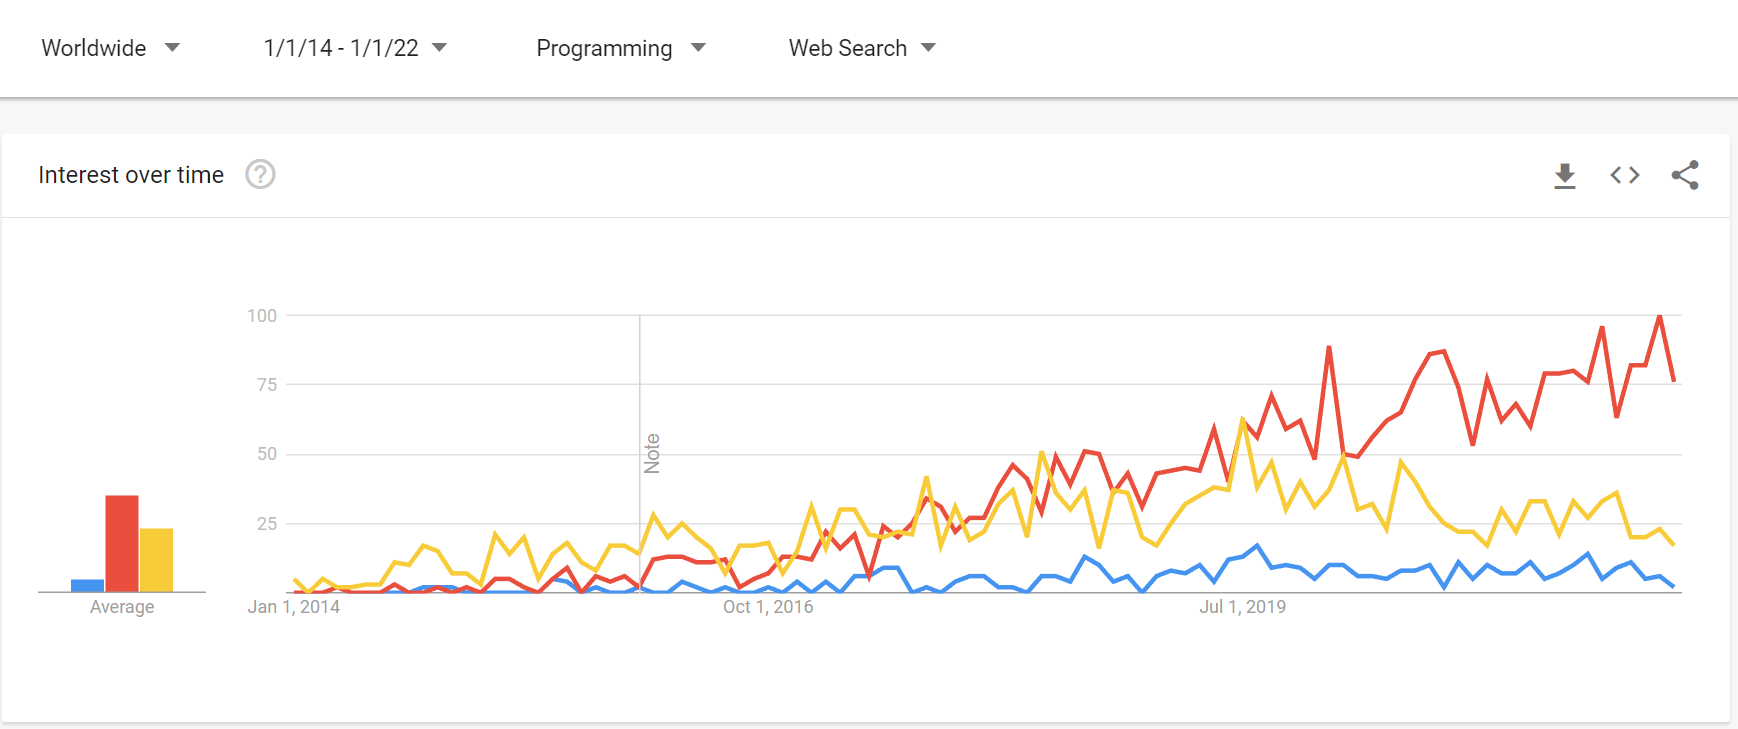 Worldwide 1/1/14 - 1/1/22 Programming Web Search
Interest over time ?
100
75
50
25
Note
Average
Jan 1, 2014 Oct 1, 2016 Jul 1, 2019